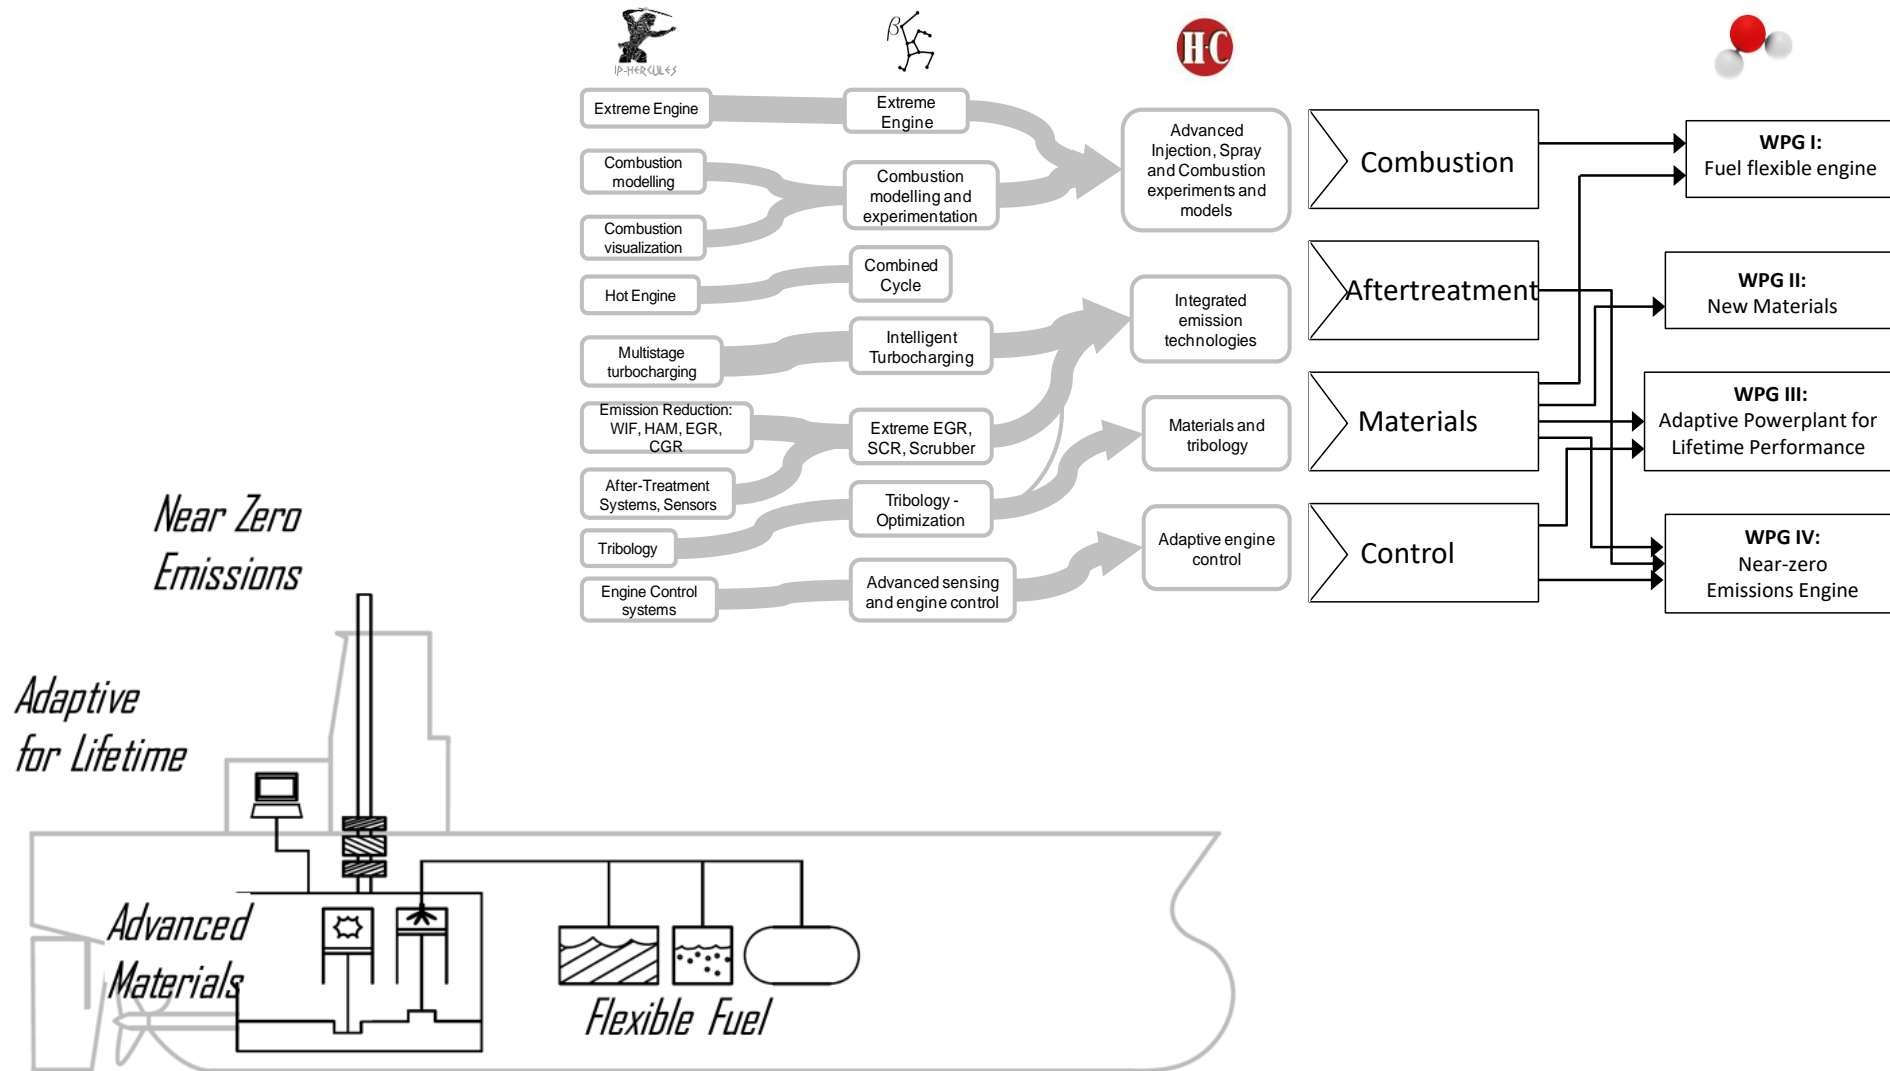 IP-HERCULES
β
H·C
Extreme Engine
Combustion
modelling
Combustion
visualization
Hot Engine
Multistage
turbocharging
Emission Reduction:
WIF, HAM, EGR,
CGR
After-Treatment
Systems, Sensors
Tribology
Engine Control
systems
Extreme
Engine
Combustion
modelling and
experimentation
Combined
Cycle
Intelligent
Turbocharging
Extreme EGR,
SCR, Scrubber
Tribology -
Optimization
Advanced sensing
and engine control
Advanced
Injection, Spray
and Combustion
experiments and
models
Integrated
emission
technologies
Materials and
tribology
Adaptive engine
control
Combustion
Aftertreatment
Materials
Control
WPG I:
Fuel flexible engine
WPG II:
New Materials
WPG III:
Adaptive Powerplant for
Lifetime Performance
WPG IV:
Near-zero
Emissions Engine
Near Zero
Emissions
Adaptive
for Lifetime
Advanced
Materials
Flexible Fuel